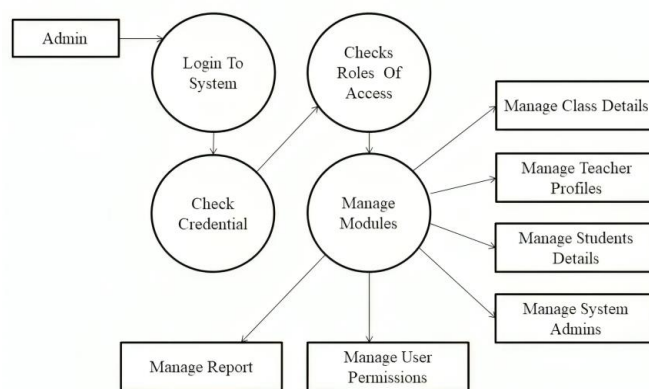 Admin
Login To
System
Checks
Roles Of
Access
Manage Class Details
Check
Credential
Manage
Modules
Manage Teacher
Profiles
Manage Students
Details
Manage System
Admins
Manage Report
Manage User
Permissions